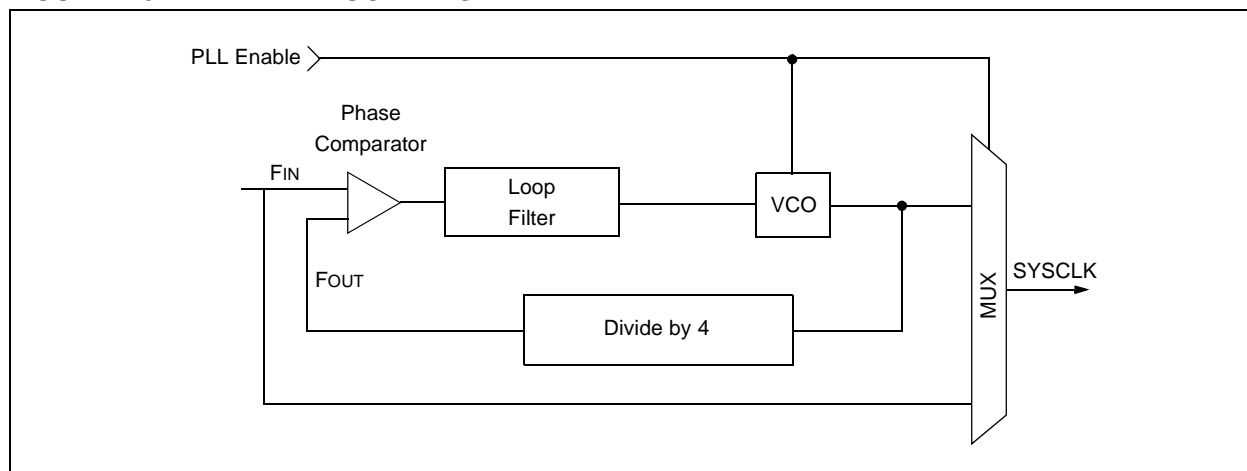 PLL Enable
Phase
Comparator
FIN
Loop
Filter
VCO
FOUT
Divide by 4
MUX
SYSCLK